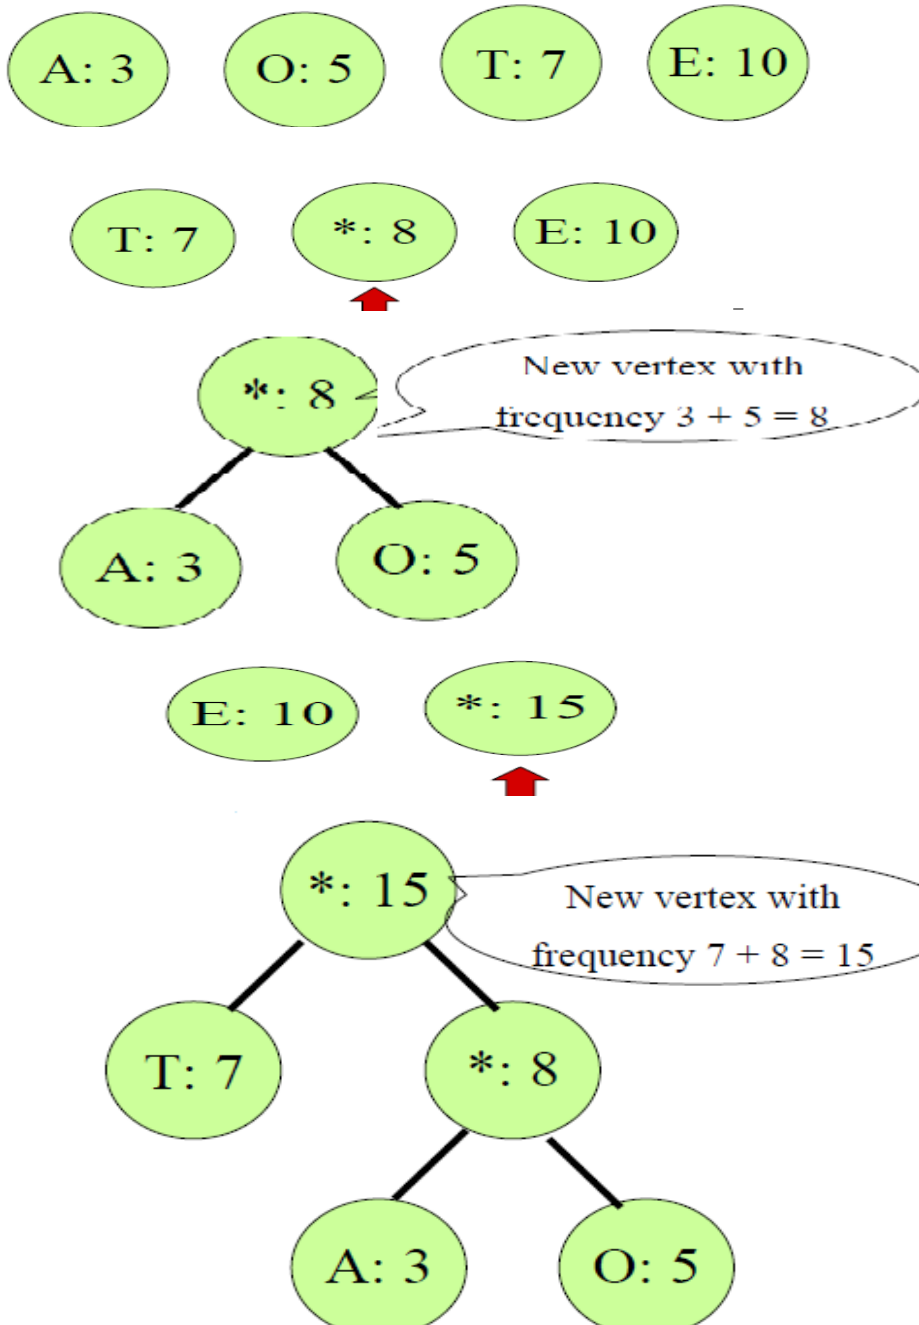 A: 3
O: 5
T: 7
E: 10
T: 7
*: 8
E: 10
*: 8
New vertex with
frequency 3 + 5 = 8
A: 3
O: 5
E: 10
*: 15
*: 15
New vertex with
frequency 7 + 8 = 15
T: 7
*: 8
A: 3
O: 5